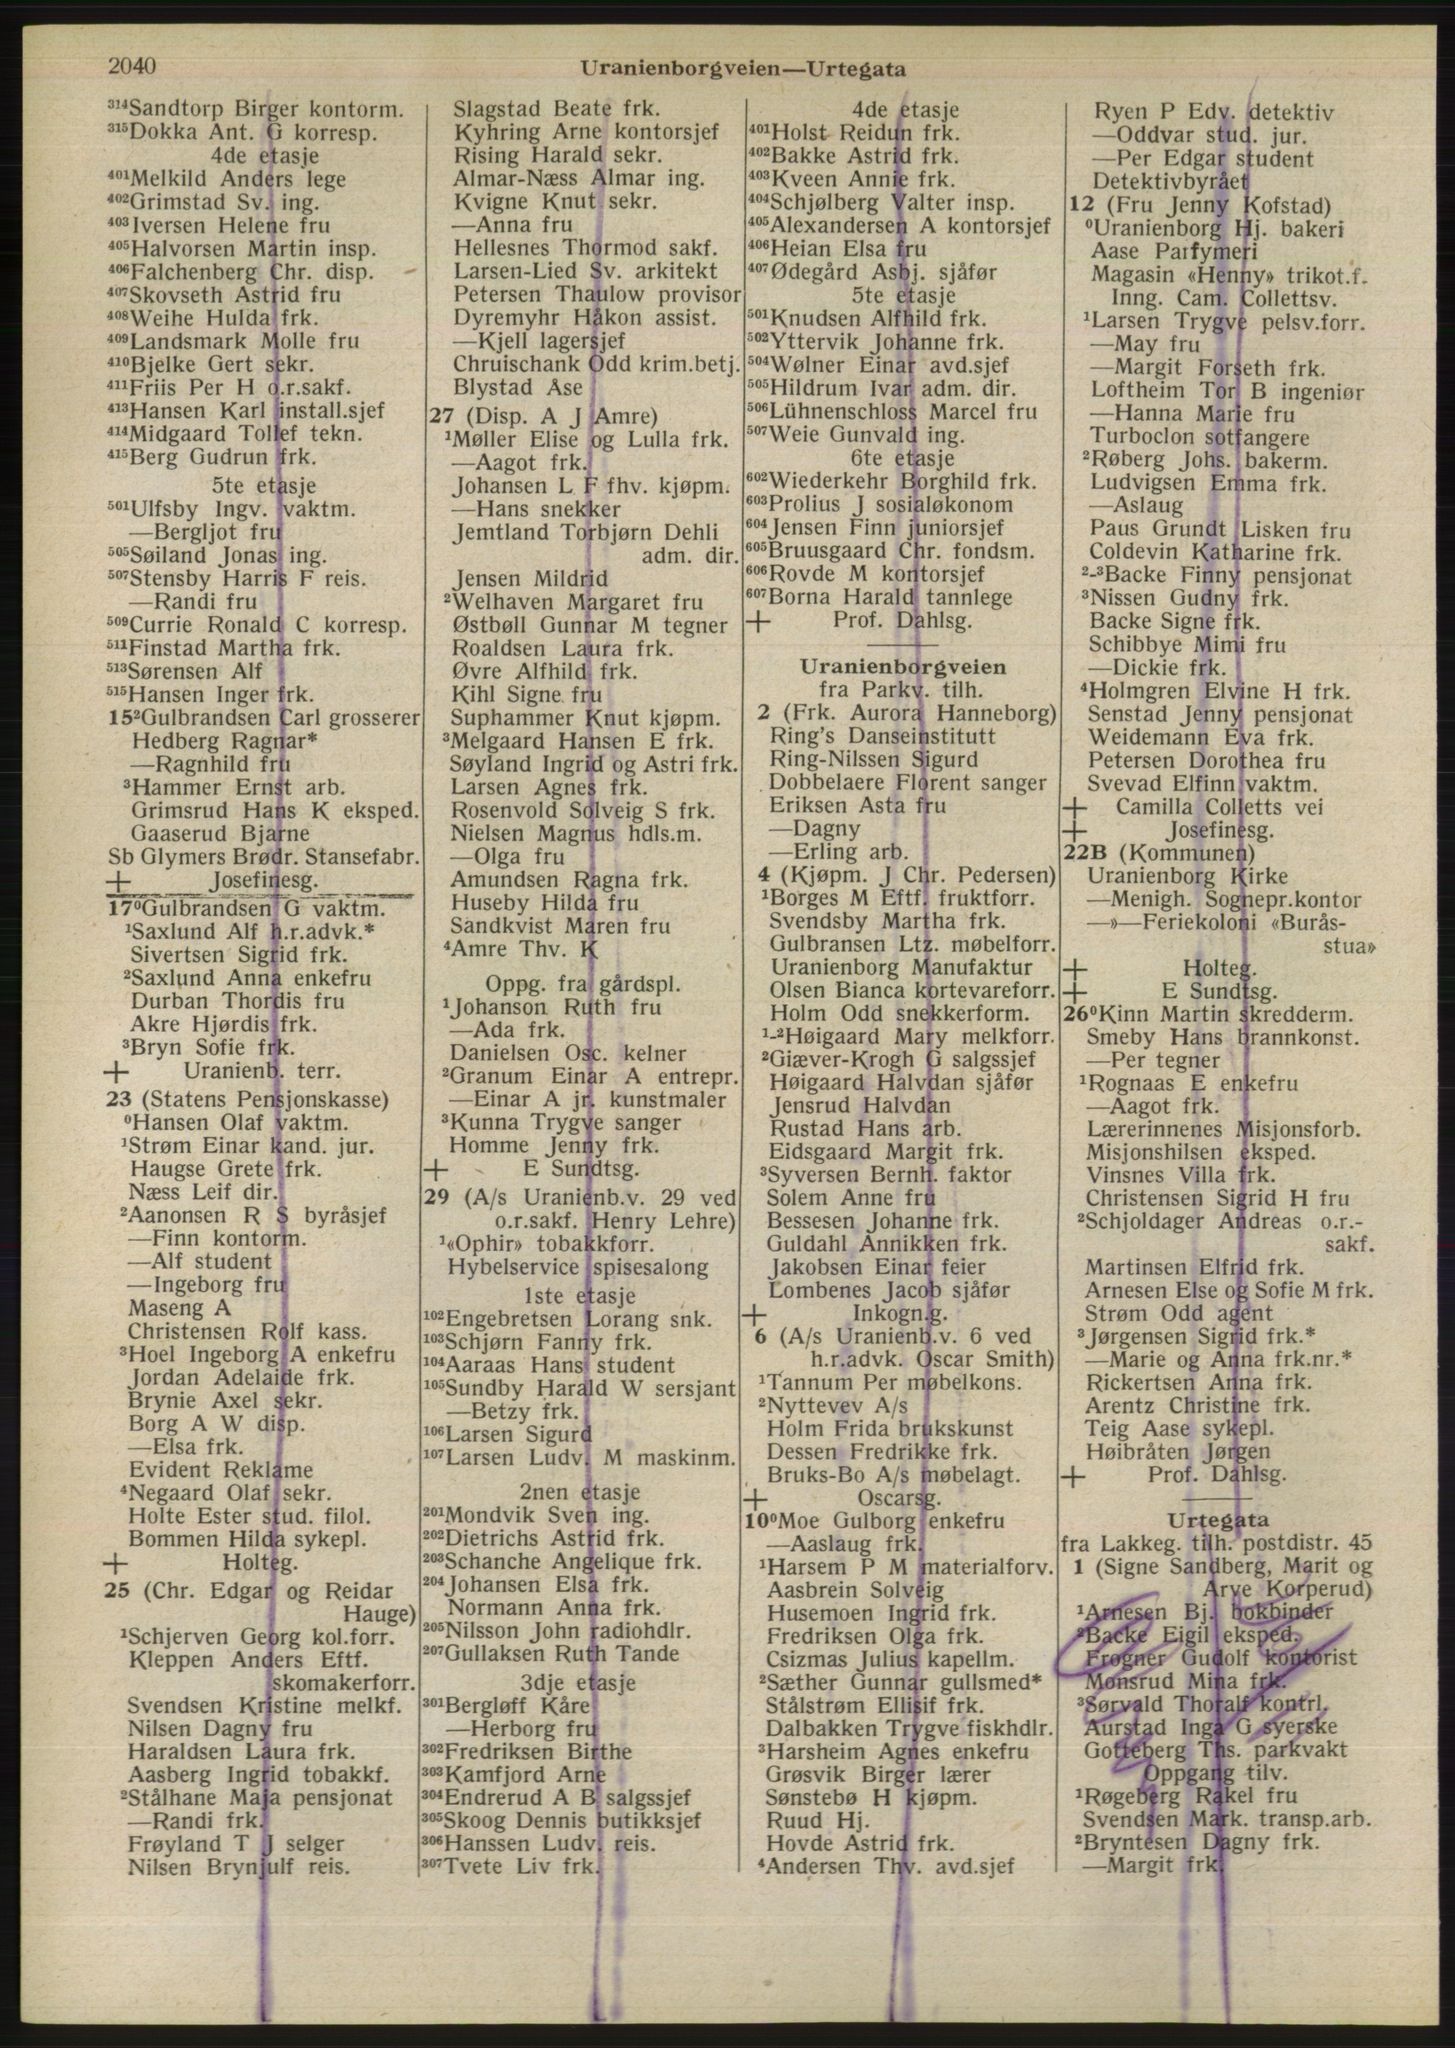 2040
Uranienborgveien—Urtegata
³¹⁴Sandtorp Birger kontorm.
³¹⁵Dokka Ant. G korresp.
4de etasje
⁴⁰¹Melkild Anders lege
⁴⁰²Grimstad Sv. ing.
⁴⁰³Iversen Helene fru
⁴⁰⁵Halvorsen Martin insp.
⁴⁰⁶Falchenberg Chr. disp.
⁴⁰⁷Skovseth Astrid fru
⁴⁰⁸Weihe Hulda frk.
⁴⁰⁹Landsmark Molle fru
⁴¹⁰Bjelke Gert sekr.
⁴¹¹Friis Per H o.r.sakf.
⁴¹³Hansen Karl install.sjef
⁴¹⁴Midgaard Tollef tekn.
⁴¹⁵Berg Gudrun frk.
5te etasje
⁵⁰¹Ulfsby Ingv. vaktm.
—Bergljot fru
⁵⁰⁵Søiland Jonas ing.
⁵⁰⁷Stensby Harris F reis.
—Randi fru
⁵⁰⁹Currie Ronald C korresp.
⁵¹¹Finstad Martha frk.
⁵¹³Sørensen Alf
⁵¹⁵Hansen Inger frk.
15²Gulbrandsen Carl grosserer
Hedberg Ragnar*
—Ragnhild fru
³Hammer Ernst arb.
Grimsrud Hans K eksped.
Gaaserud Bjarne
Sb Glymers Brødr. Stansefabr.
+ Josefinesg.
17⁰Gulbrandsen G vaktm.
¹Saxlund Alf h.r.advk.*
Sivertsen Sigrid frk.
²Saxlund Anna enkefru
Durban Thordis fru
Akre Hjørdis frk.
³Bryn Sofie frk.
+ Uranienb. terr.
23 (Statens Pensjonskasse)
⁰Hansen Olaf vaktm.
¹Strøm Einar kand. jur.
Haugse Grete frk.
Næss Leif dir.
²Aanonsen R S byråsjef
—Finn kontorm.
—Alf student
—Ingeborg fru
Maseng A
Christensen Rolf kass.
³Hoel Ingeborg A enkefru
Jordan Adelaide frk.
Brynie Axel sekr.
Borg A W disp.
—Elsa frk.
Evident Reklame
⁴Negaard Olaf sekr.
Holte Ester stud. filol.
Bommen Hilda sykepl.
+ Holteg.
25 (Chr. Edgar og Reidar
Hauge)
¹Schjerven Georg kol.forr.
Kleppen Anders Eftf.
skomakerforr.
Svendsen Kristine melkf.
Nilsen Dagny fru
Haraldsen Laura frk.
Aasberg Ingrid tobakkf.
²Stålhane Maja pensjonat
—Randi frk.
Frøyland T J selger
Nilsen Brynjulf reis.
Slagstad Beate frk.
Kyhring Arne kontorsjef
Rising Harald sekr.
Almar-Næss Almar ing.
Kvigne Knut sekr.
—Anna fru
Hellesnes Thormod sakf.
Larsen-Lied Sv. arkitekt
Petersen Thaulow provisor
Dyremyhr Håkon assist.
—Kjell lagersjef
Chruischank Odd krim.betj.
Blystad Åse
27 (Disp. A J Amre)
¹Møller Elise og Lulla frk.
—Aagot frk.
Johansen L F fhv. kjøpm.
—Hans snekker
Jemtland Torbjørn Dehli
adm. dir.
Jensen Mildrid
²Welhaven Margaret fru
Østbøll Gunnar M tegner
Roaldsen Laura frk.
Øvre Alfhild frk.
Kihl Signe fru
Suphammer Knut kjøpm.
³Melgaard Hansen E frk.
Søyland Ingrid og Astri frk.
Larsen Agnes frk.
Rosenvold Solveig S frk.
Nielsen Magnus hdls.m.
—Olga fru
Amundsen Ragna frk.
Huseby Hilda fru
Sandkvist Maren fru
⁴Amre Thv. K
Oppg. fra gårdspl.
¹Johanson Ruth fru
—Ada frk.
Danielsen Osc. kelner
²Granum Einar A entrepr.
—Einar A jr. kunstmaler
³Kunna Trygve sanger
Homme Jenny frk.
+ E Sundtsg.
29 (A/s Uranienb.v. 29 ved
o.r.sakf. Henry Lehre)
¹«Ophir» tobakkforr.
Hybelservice spisesalong
1ste etasje
¹⁰²Engebretsen Lorang snk.
¹⁰³Schjørn Fanny frk.
¹⁰⁴Aaraas Hans student
¹⁰⁵Sundby Harald W sersjant
—Betzy frk.
¹⁰⁶Larsen Sigurd
¹⁰⁷Larsen Ludv. M maskinm.
2nen etasje
²⁰¹Mondvik Sven ing.
²⁰²Dietrichs Astrid frk.
²⁰³Schanche Angelique frk.
²⁰⁴Johansen Elsa frk.
Normann Anna frk.
²⁰⁵Nilsson John radiohdlr.
²⁰⁷Gullaksen Ruth Tande
3dje etasje
³⁰¹Bergløff Kåre
—Herborg fru
³⁰²Fredriksen Birthe
³⁰³Kamfjord Arne
³⁰⁴Endrerud A B salgssjef
³⁰⁵Skoog Dennis butikksjef
³⁰⁶Hanssen Ludv. reis.
³⁰⁷Tvete Liv frk.
4de etasje
⁴⁰¹Holst Reidun frk.
⁴⁰²Bakke Astrid frk.
⁴⁰³Kveen Annie frk.
⁴⁰⁴Schjølberg Valter insp.
⁴⁰⁵Alexandersen A kontorsjef
⁴⁰⁶Heian Elsa fru
⁴⁰⁷Ødegård Asbj. sjåfør
5te etasje
⁵⁰¹Knudsen Alfhild frk.
⁵⁰²Yttervik Johanne frk.
⁵⁰⁴Wølner Einar avd.sjef
⁵⁰⁵Hildrum Ivar adm. dir.
⁵⁰⁶Lühnenschloss Marcel fru
⁵⁰⁷Weie Gunvald ing.
6te etasje
⁶⁰²Wiederkehr Borghild frk.
⁶⁰³Prolius J sosialøkonom
⁶⁰⁴Jensen Finn juniorsjef
⁶⁰⁵Bruusgaard Chr. fondsm.
⁶⁰⁶Rovde M kontorsjef
⁶⁰⁷Borna Harald tannlege
+ Prof. Dahlsg.
Uranienborgveien
fra Parkv. tilh.
2 (Frk. Aurora Hanneborg)
Ring's Danseinstitutt
Ring-Nilssen Sigurd
Dobbelaere Florent sanger
Eriksen Asta fru
—Dagny
—Erling arb.
4 (Kjøpm. J Chr. Pedersen)
¹Borges M Eftf. fruktforr.
Svendsby Martha frk.
Gulbransen Ltz. møbelforr.
Uranienborg Manufaktur
Olsen Bianca kortevareforr.
Holm Odd snekkerform.
¹-²Høigaard Mary melkforr.
²Giæver-Krogh G salgssjef
Høigaard Halvdan sjåfør
Jensrud Halvdan
Rustad Hans arb.
Eidsgaard Margit frk.
³Syversen Bernh. faktor
Solem Anne fru
Bessesen Johanne frk.
Guldahl Annikken frk.
Jakobsen Einar feier
Lombenes Jacob sjåfør
+ Inkogn.g.
6 (A/s Uranienb.v. 6 ved
h.r.advk. Oscar Smith)
¹Tannum Per møbelkons.
²Nyttevev A/s
Holm Frida brukskunst
Dessen Fredrikke frk.
Bruks-Bo A/s møbelagt.
+ Oscarsg.
10⁰Moe Gulborg enkefru
—Aaslaug frk.
¹Harsem P M materialforv.
Aasbrein Solveig
Husemoen Ingrid frk.
Fredriksen Olga frk.
Csizmas Julius kapellm.
²Sæther Gunnar gullsmed*
Stålstrøm Ellisif frk.
Dalbakken Trygve fiskhdlr.
³Harsheim Agnes enkefru
Grøsvik Birger lærer
Sønstebø H kjøpm.
Ruud Hj.
Hovde Astrid frk.
⁴Andersen Thv. avd.sjef
Ryen P Edv. detektiv
—Oddvar stud. jur.
—Per Edgar student
Detektivbyrået
12 (Fru Jenny Kofstad)
⁰Uranienborg Hj. bakeri
Aase Parfymeri
Magasin «Henny» trikot.f.
Inng. Cam. Collettsv.
¹Larsen Trygve pelsv.forr.
—May fru
—Margit Forseth frk.
Loftheim Tor B ingeniør
—Hanna Marie fru
Turboclon sotfangere
²Røberg Johs. bakerm.
Ludvigsen Emma frk.
—Aslaug
Paus Grundt Lisken fru
Coldevin Katharine frk.
²-³Backe Finny pensjonat
³Nissen Gudny frk.
Backe Signe frk.
Schibbye Mimi fru
—Dickie frk.
⁴Holmgren Elvine H frk.
Senstad Jenny pensjonat
Weidemann Eva frk.
Petersen Dorothea fru
Svevad Elfinn vaktm.
+ Camilla Colletts vei
+ Josefinesg.
22B (Kommunen)
Uranienborg Kirke
—Menigh. Sognepr.kontor
—»—Feriekoloni «Burås-
stua»
+ Holteg.
+ E Sundtsg.
26⁰Kinn Martin skredderm.
Smeby Hans brannkonst.
—Per tegner
¹Rognaas E enkefru
—Aagot frk.
Lærerinnenes Misjonsforb.
Misjonshilsen eksped.
Vinsnes Villa frk.
Christensen Sigrid H fru
²Schjoldager Andreas o.r.-
sakf.
Martinsen Elfrid frk.
Arnesen Else og Sofie M frk.
Strøm Odd agent
³Jørgensen Sigrid frk.*
—Marie og Anna frk.nr.*
Rickertsen Anna frk.
Arentz Christine frk.
Teig Aase sykepl.
Høibråten Jørgen
+ Prof. Dahlsg.
Urtegata
fra Lakkeg. tilh. postdistr. 45
1 (Signe Sandberg, Marit og
Arve Korperud)
¹Arnesen Bj. bokbinder
²Backe Eigil eksped.
Frogner Gudolf kontorist
Monsrud Mina frk.
³Sørvald Thoralf kontrl.
Aurstad Inga G syerske
Gotteberg Ths. parkvakt
Oppgang tilv.
¹Røgeberg Rakel fru
Svendsen Mark. transp.arb.
²Bryntesen Dagny frk.
—Margit frk.